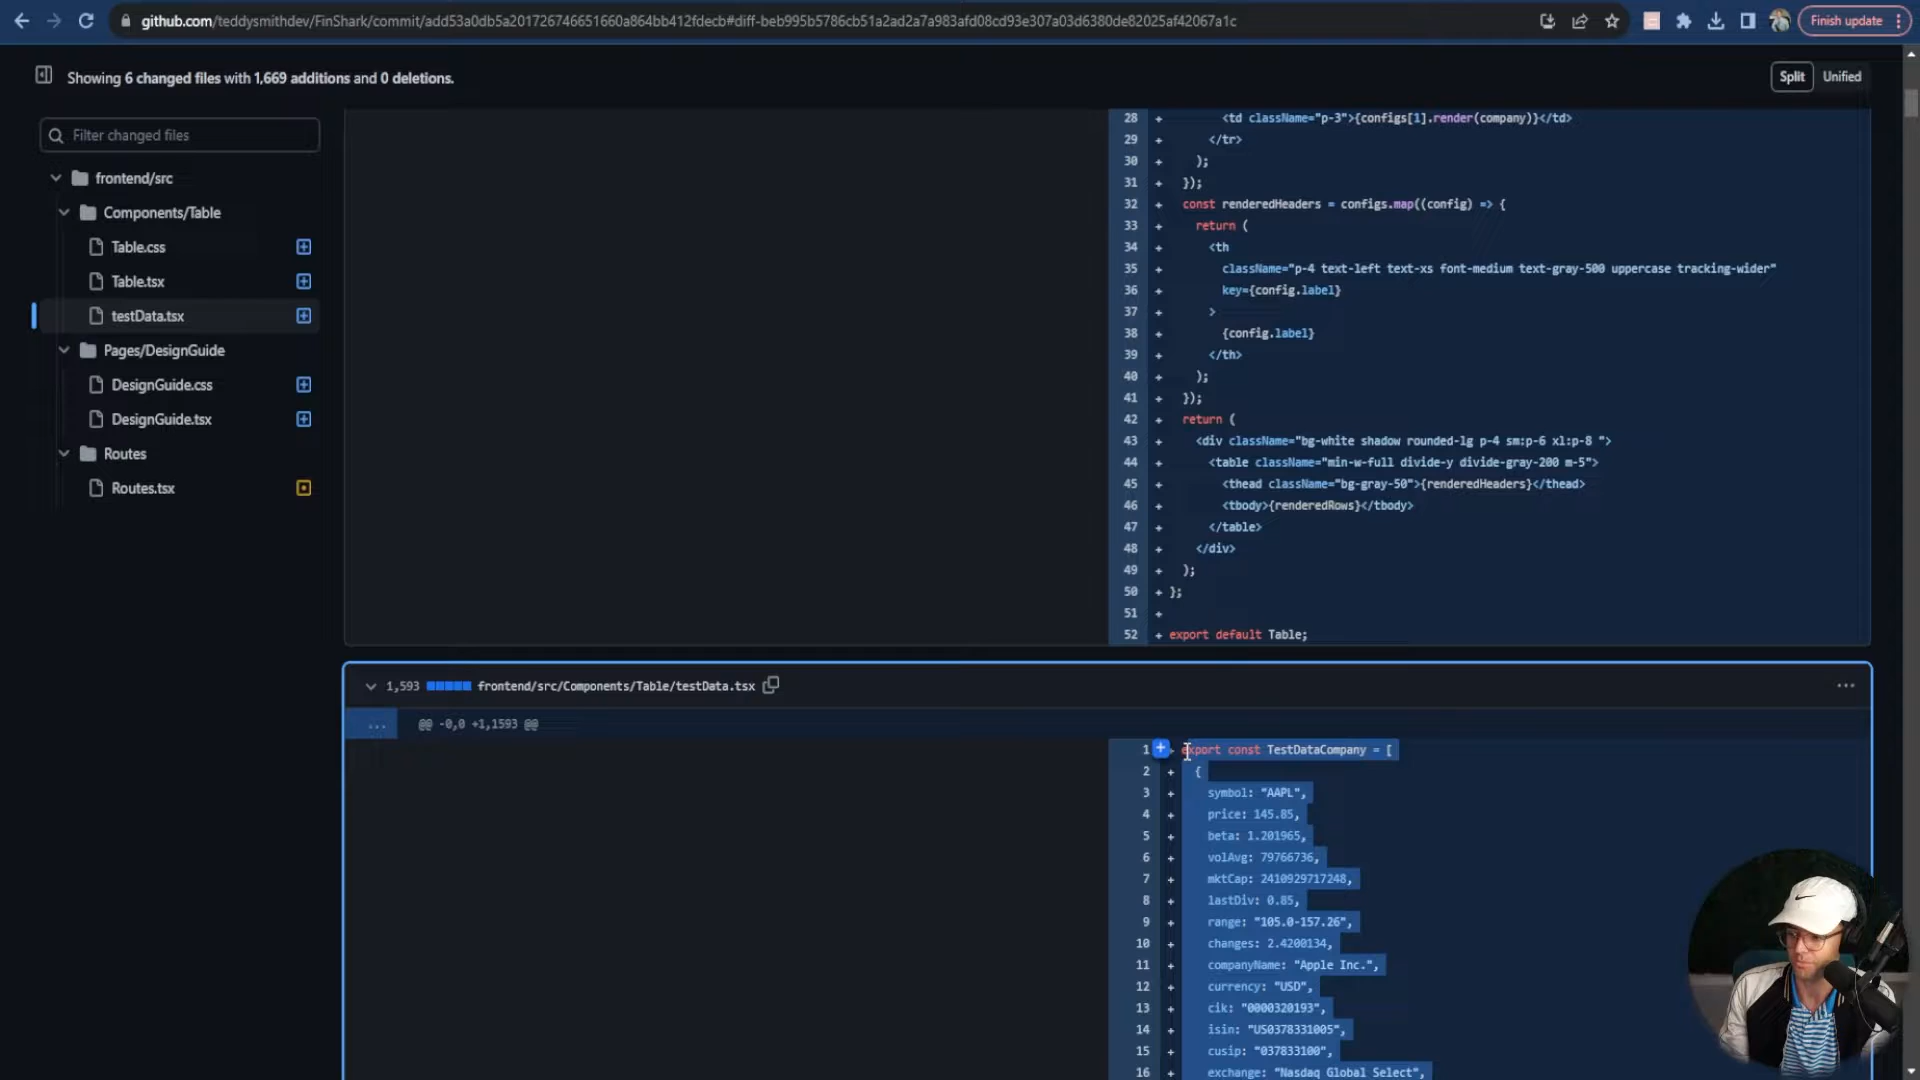 github.com/teddysmithdev/FinShark/commit/add53a0db5a201726746651660a864bb412fdecb#diff-beb995b5786cb51a2ad2a7a983afd08cd93e307a03d6380de82025af42067a1c
Finish update
Showing 6 changed files with 1,669 additions and 0 deletions.
Split
Unified
Filter changed files
frontend/src
Components/Table
Table.css
Table.tsx
testData.tsx
Pages/DesignGuide
DesignGuide.css
DesignGuide.tsx
Routes
Routes.tsx
28 + <td className="p-3">{configs[1].render(company)}</td>
29 + </tr>
30 + );
31 + });
32 + const renderedHeaders = configs.map((config) => {
33 + return (
34 + <th
35 + className="p-4 text-left text-xs font-medium text-gray-500 uppercase tracking-wider"
36 + key={config.label}
37 + >
38 + {config.label}
39 + </th>
40 + );
41 + });
42 + return (
43 + <div className="bg-white shadow rounded-lg p-4 sm:p-6 xl:p-8 ">
44 + <table className="min-w-full divide-y divide-gray-200 m-5">
45 + <thead className="bg-gray-50">{renderedHeaders}</thead>
46 + <tbody>{renderedRows}</tbody>
47 + </table>
48 + </div>
49 + );
50 + };
51 +
52 + export default Table;
1,593 frontend/src/Components/Table/testData.tsx
... @@ -0,0 +1,1593 @@
1 + export const TestDataCompany = [
2 + {
3 + symbol: "AAPL",
4 + price: 145.85,
5 + beta: 1.201965,
6 + volAvg: 79766736,
7 + mktCap: 2410929717248,
8 + lastDiv: 0.85,
9 + range: "105.0-157.26",
10 + changes: 2.4200134,
11 + companyName: "Apple Inc.",
12 + currency: "USD",
13 + cik: "0000320193",
14 + isin: "US0378331005",
15 + cusip: "037833100",
16 + exchange: "Nasdaq Global Select",